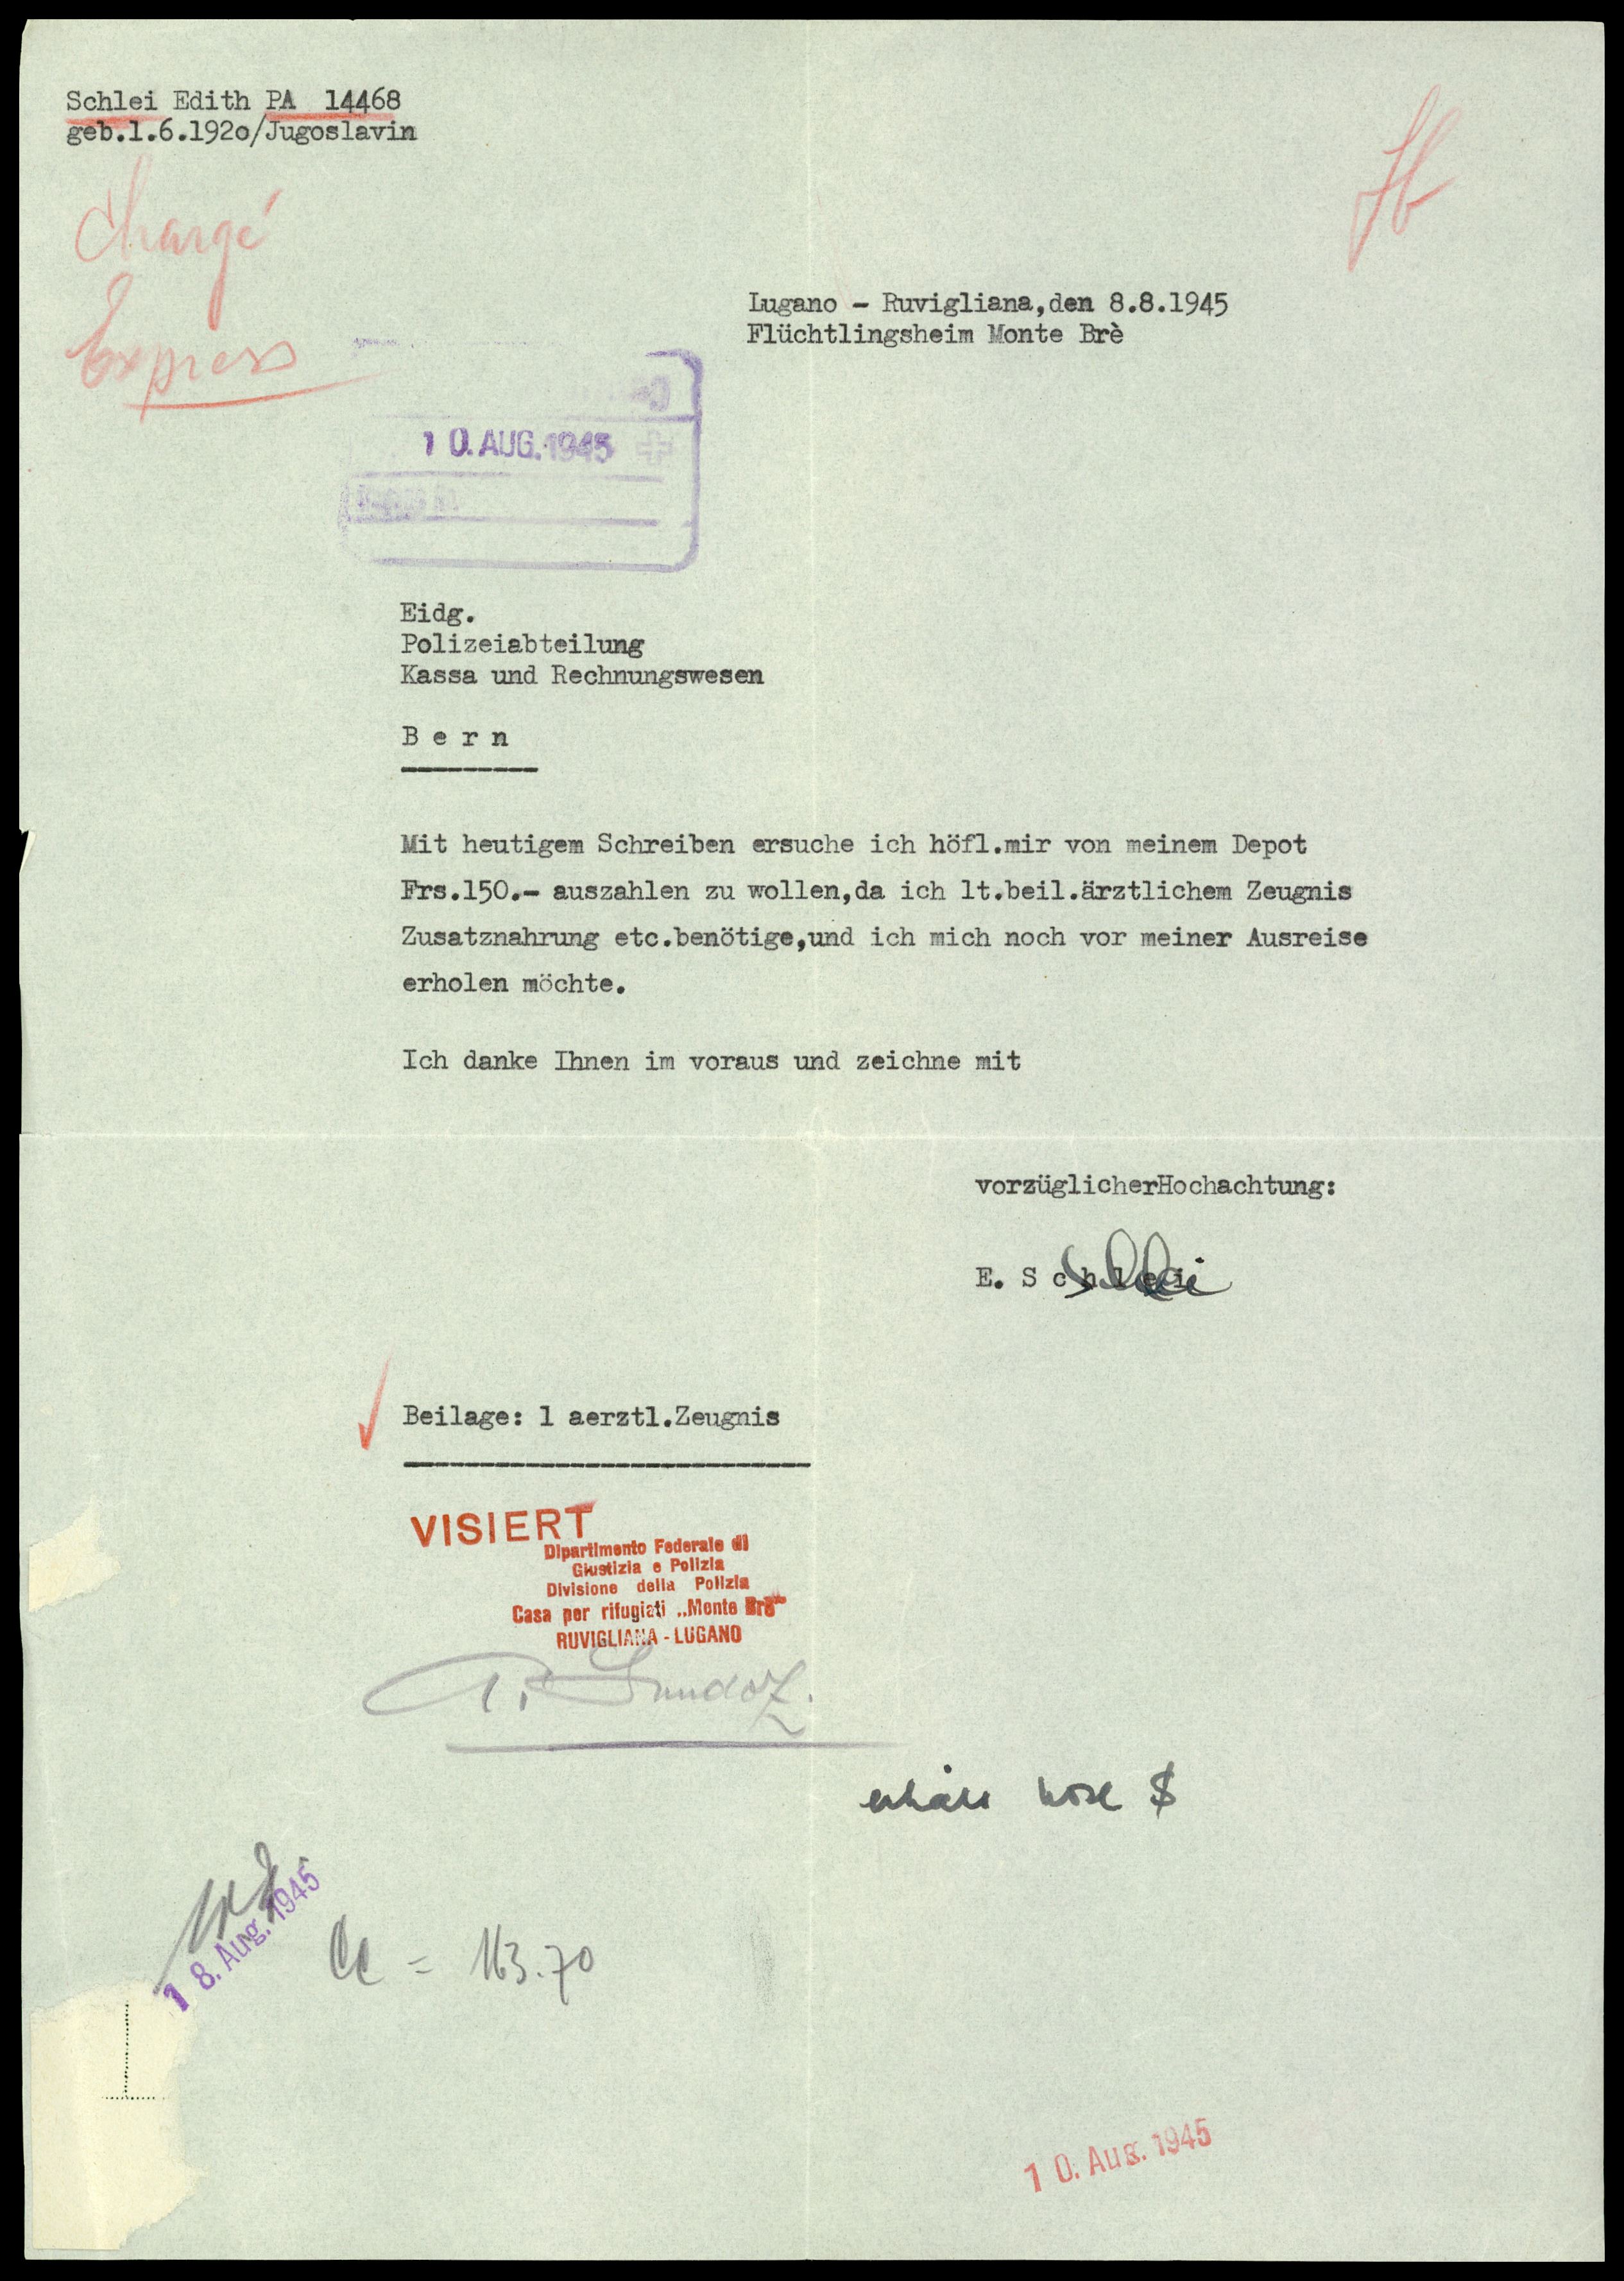 Schlei Edith PA 14468
geb.1.6.192o/Jugoslavin
Chargé
Express
Lugano - Ruvigliana,den 8.8.1945
Flüchtlingsheim Monte Brè
10.AUG.1945
Eidg.
Polizeiabteilung
Kassa und Rechnungswesen
B e r n
Mit heutigem Schreiben ersuche ich höfl.mir von meinem Depot
Frs.150.- auszahlen zu wollen,da ich lt.beil.ärztlichem Zeugnis
Zusatznahrung etc.benötige,und ich mich noch vor meiner Ausreise
erholen möchte.
Ich danke Ihnen im voraus und zeichne mit
vorzüglicherHochachtung:
E. S c h l e i
Schlei
Beilage: 1 aerztl.Zeugnis
VISIERT
Dipartimento Federale di
Giustizia e Polizia
Divisione della Polizia
Casa per rifugiati „Monte Brè"
RUVIGLIANA - LUGANO
erhält
$
18. Aug. 1945
= 163.70
10. Aug. 1945